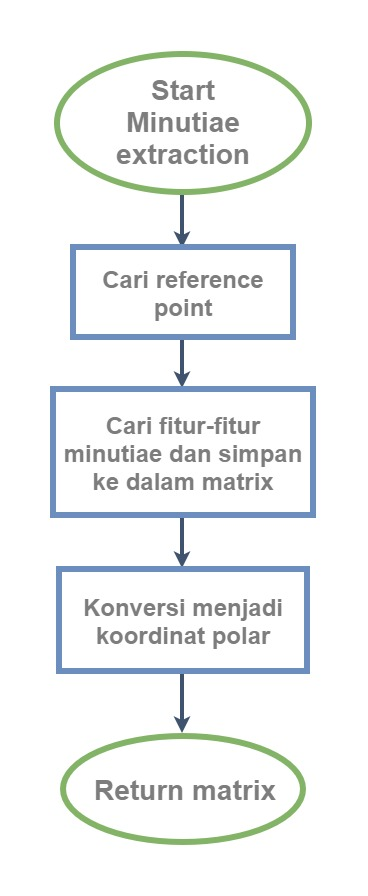 Start
Minutiae
extraction
Cari reference
point
Cari fitur-fitur
minutiae dan simpan
ke dalam matrix
Konversi menjadi
koordinat polar
Return matrix